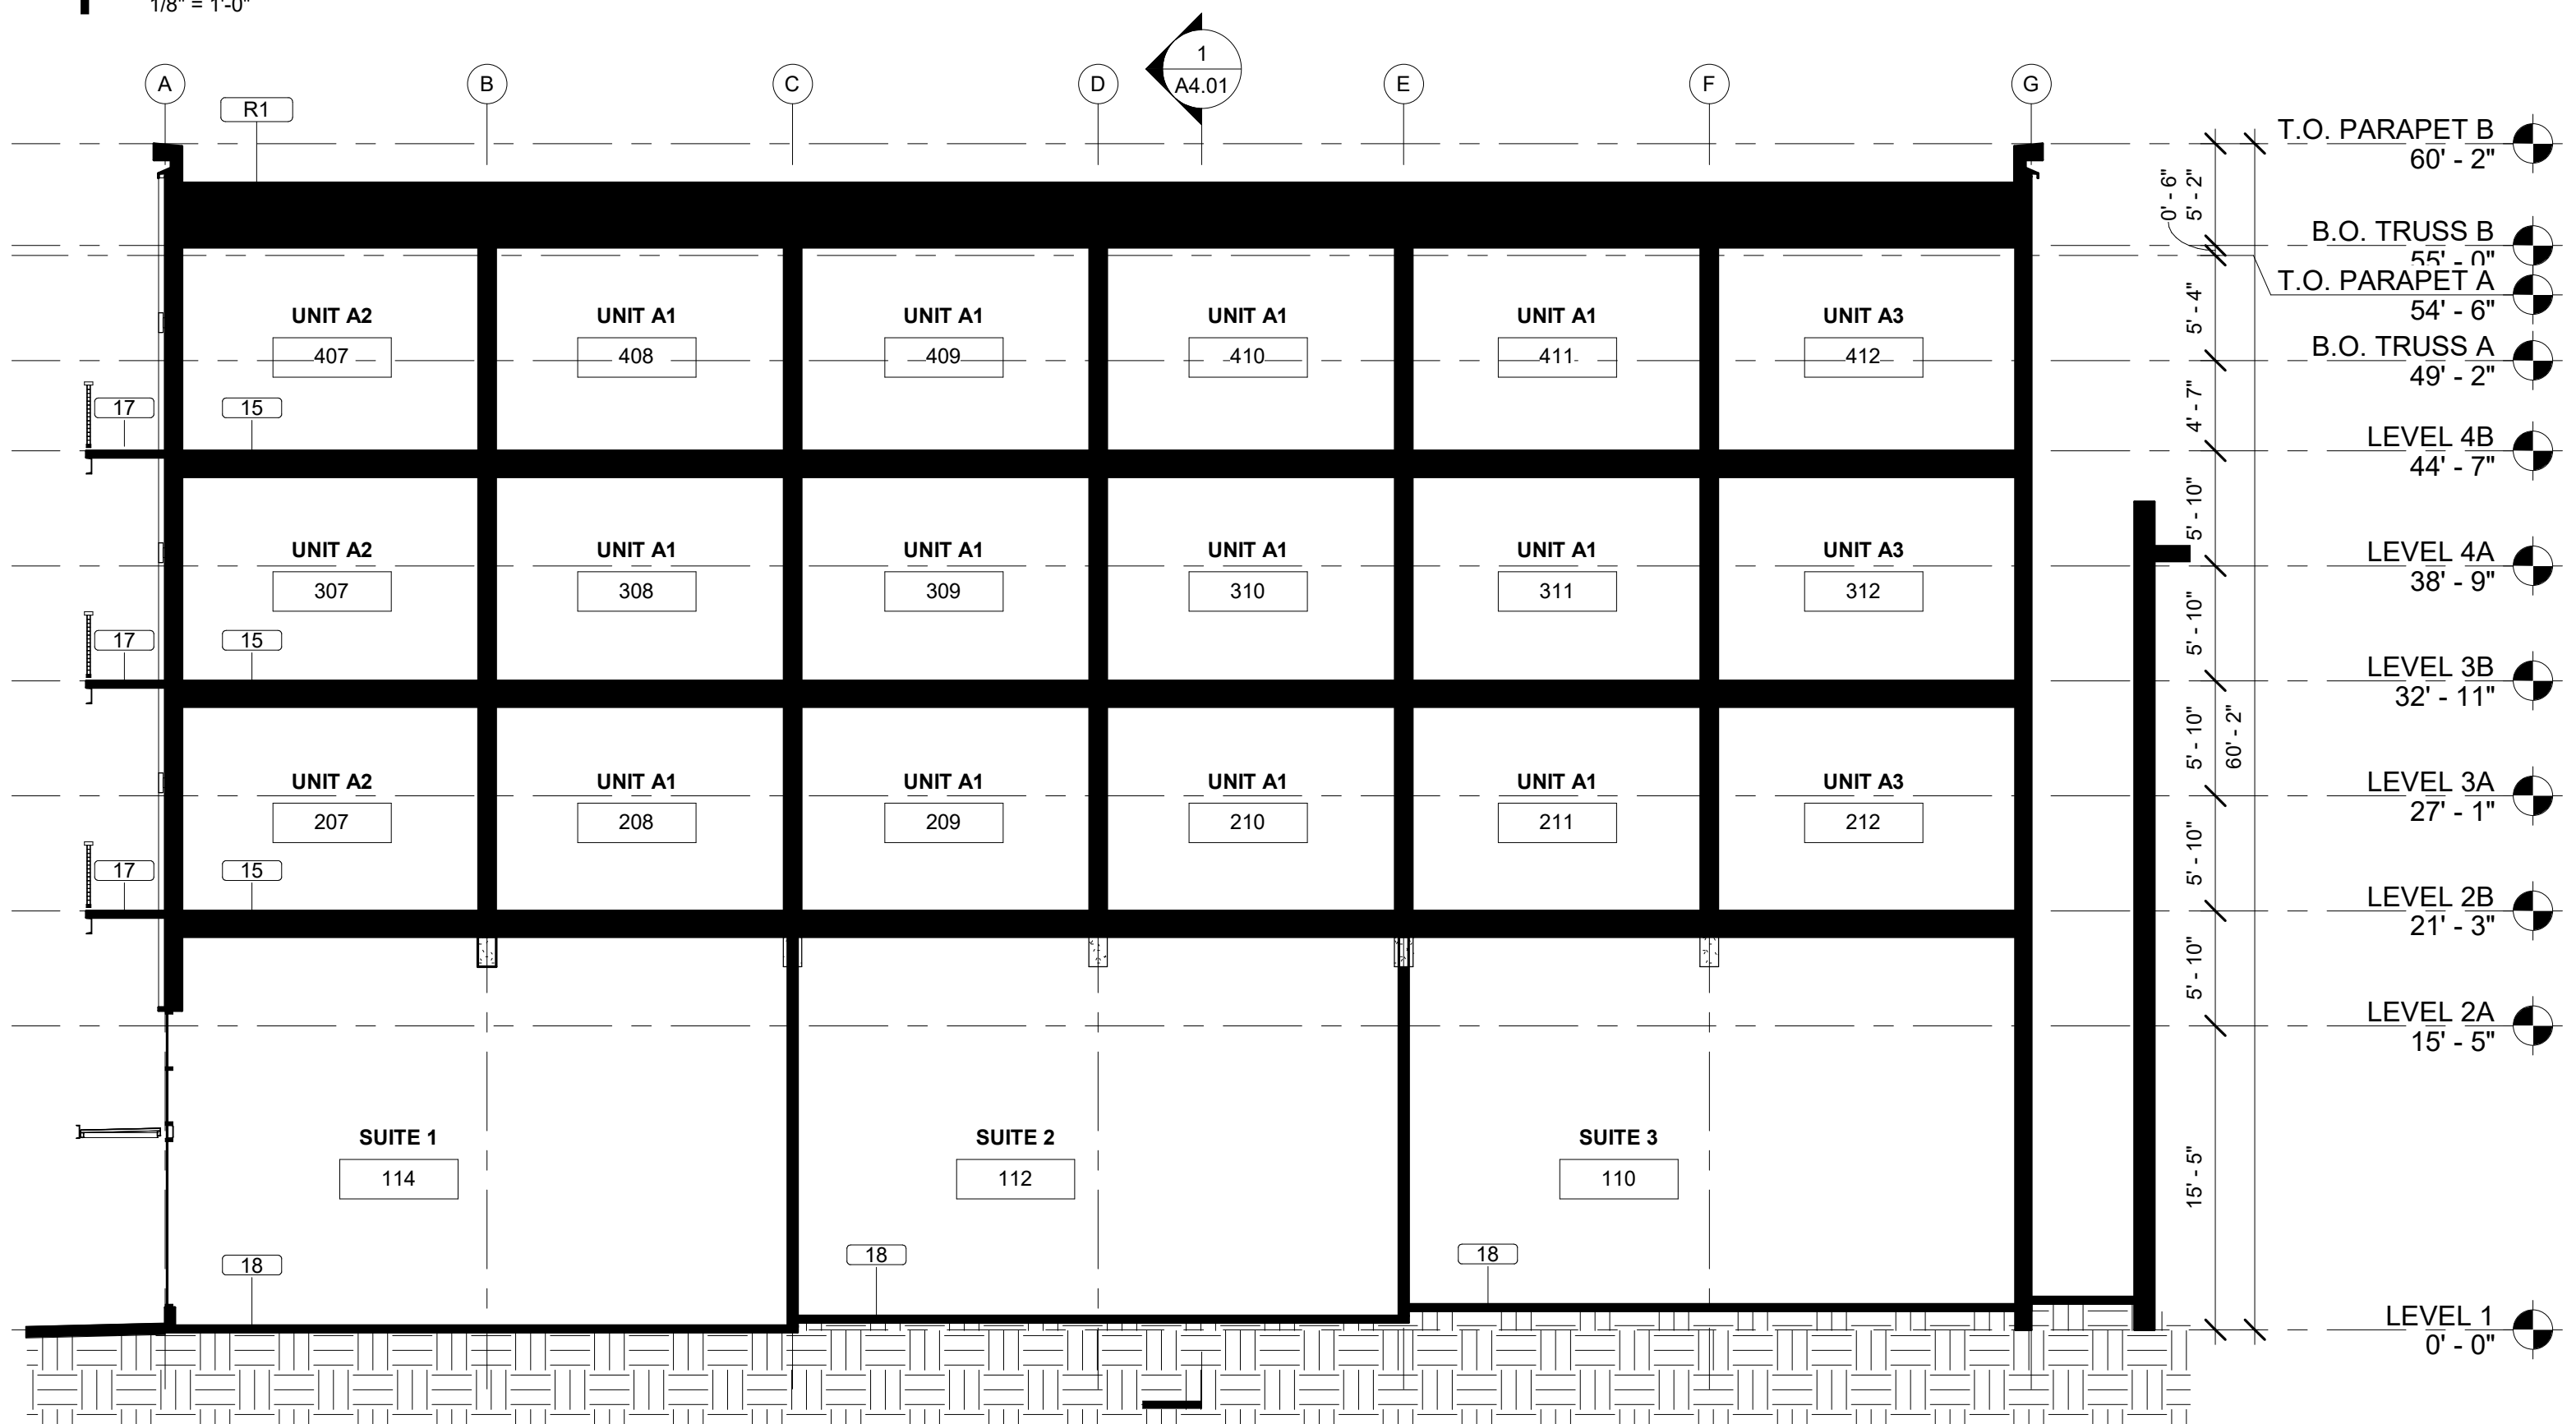 1/8" = 1'-0"
1
A4.01
A
B
C
D
E
F
G
R1
T.O. PARAPET B
60' - 2"
0' - 6"
5' - 2"
B.O. TRUSS B
55' - 0"
T.O. PARAPET A
54' - 6"
UNIT A2
UNIT A1
UNIT A1
UNIT A1
UNIT A1
UNIT A3
5' - 4"
407
408
409
410
411
412
B.O. TRUSS A
49' - 2"
17
15
4' - 7"
LEVEL 4B
44' - 7"
5' - 10"
UNIT A2
UNIT A1
UNIT A1
UNIT A1
UNIT A1
UNIT A3
LEVEL 4A
38' - 9"
307
308
309
310
311
312
5' - 10"
17
15
LEVEL 3B
32' - 11"
5' - 10"
60' - 2"
UNIT A2
UNIT A1
UNIT A1
UNIT A1
UNIT A1
UNIT A3
LEVEL 3A
27' - 1"
207
208
209
210
211
212
5' - 10"
17
15
LEVEL 2B
21' - 3"
5' - 10"
LEVEL 2A
15' - 5"
SUITE 1
SUITE 2
SUITE 3
114
112
110
15' - 5"
18
18
18
LEVEL 1
0' - 0"